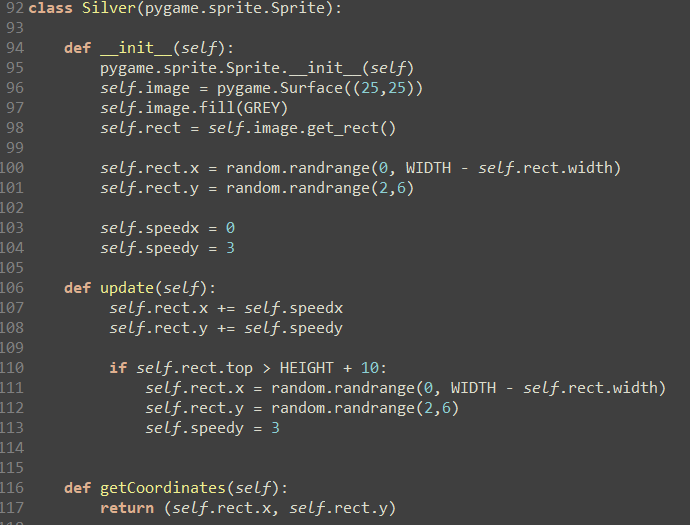 92 class Silver(pygame.sprite.Sprite):
93
94     def __init__(self):
95         pygame.sprite.Sprite.__init__(self)
96         self.image = pygame.Surface((25,25))
97         self.image.fill(GREY)
98         self.rect = self.image.get_rect()
99
100         self.rect.x = random.randrange(0, WIDTH - self.rect.width)
101         self.rect.y = random.randrange(2,6)
102
103         self.speedx = 0
104         self.speedy = 3
105
106     def update(self):
107          self.rect.x += self.speedx
108          self.rect.y += self.speedy
109
110          if self.rect.top > HEIGHT + 10:
111              self.rect.x = random.randrange(0, WIDTH - self.rect.width)
112              self.rect.y = random.randrange(2,6)
113              self.speedy = 3
114
115
116     def getCoordinates(self):
117         return (self.rect.x, self.rect.y)